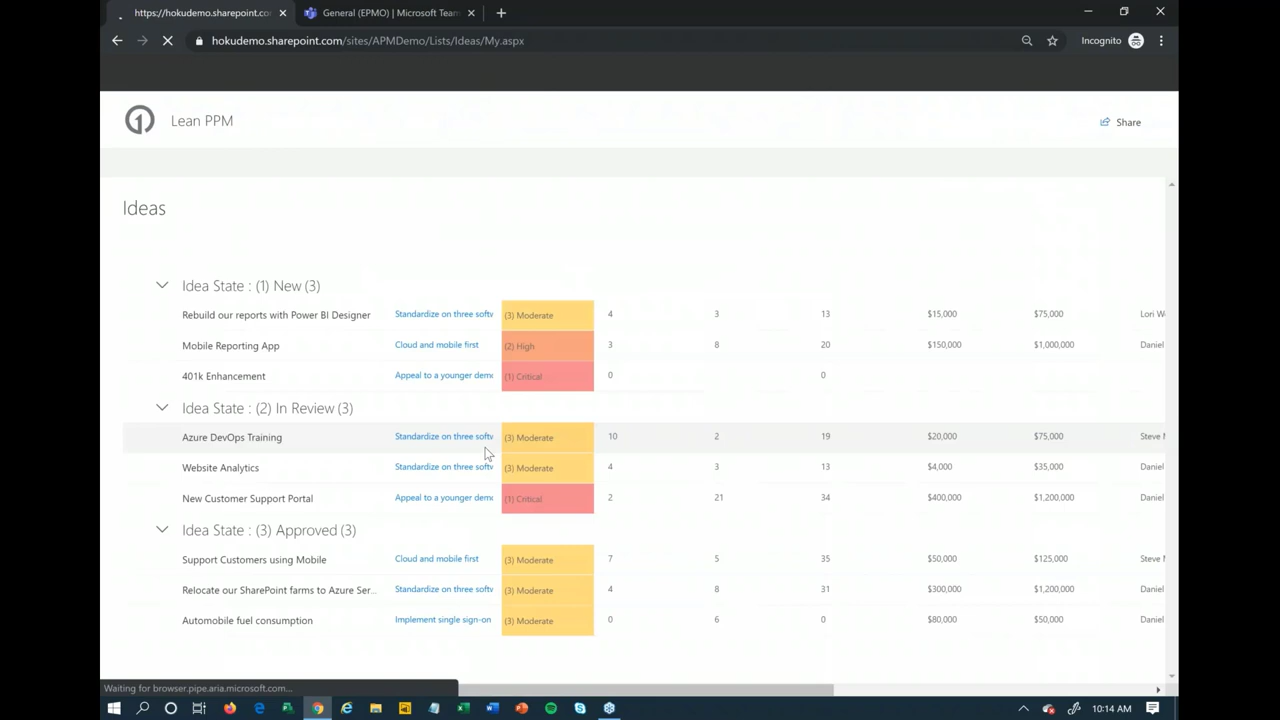 https://hokudemo.sharepoint.com
General (EPMO) | Microsoft Team
hokudemo.sharepoint.com/sites/APMDemo/Lists/Ideas/My.aspx
Incognito
Lean PPM
Share
Ideas
Idea State : (1) New (3)
Rebuild our reports with Power BI Designer Standardize on three softw (3) Moderate 4 3 13 $15,000 $75,000 Lori W
Mobile Reporting App Cloud and mobile first (2) High 3 8 20 $150,000 $1,000,000 Daniel
401k Enhancement Appeal to a younger demo (1) Critical 0 0
Idea State : (2) In Review (3)
Azure DevOps Training Standardize on three softw (3) Moderate 10 2 19 $20,000 $75,000 Steve M
Website Analytics Standardize on three softw (3) Moderate 4 3 13 $4,000 $35,000 Daniel
New Customer Support Portal Appeal to a younger demo (1) Critical 2 21 34 $400,000 $1,200,000 Daniel
Idea State : (3) Approved (3)
Support Customers using Mobile Cloud and mobile first (3) Moderate 7 5 35 $50,000 $125,000 Steve M
Relocate our SharePoint farms to Azure Ser... Standardize on three softw (3) Moderate 4 8 31 $300,000 $1,200,000 Daniel
Automobile fuel consumption Implement single sign-on (3) Moderate 0 6 0 $80,000 $50,000 Daniel
Waiting for browser.pipe.aria.microsoft.com...
10:14 AM